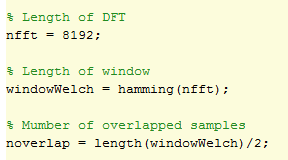 % Length of DFT
nfft = 8192;
% Length of window
windowWelch = hamming(nfft);
% Mumber of overlapped samples
noverlap = length(windowWelch)/2;